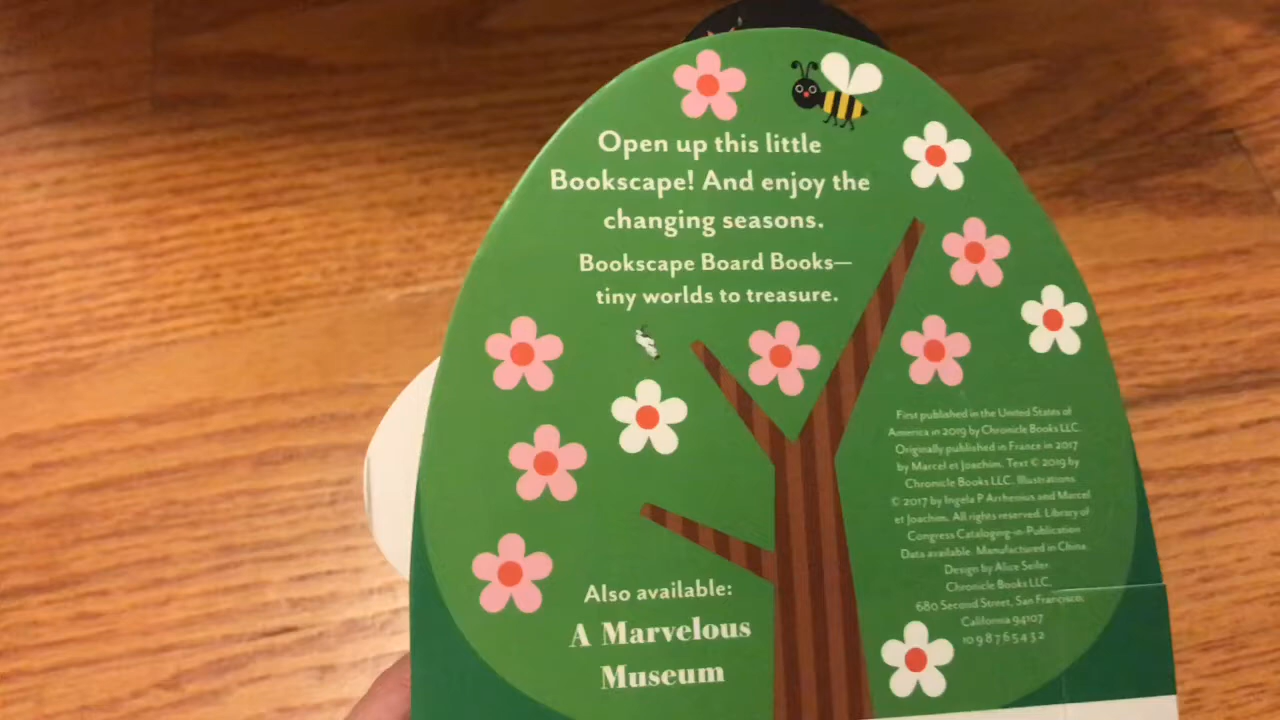 Open up this little
Bookscape! And enjoy the
changing seasons.
Bookscape Board Books—
tiny worlds to treasure.
First published in the United States of
America in 2019 by Chronicle Books LLC.
Originally published in France in 2017
by Marcel et Joachim. Text © 2019 by
Chronicle Books LLC. Illustrations
© 2017 by Ingela P Arrhenius and Marcel
et Joachim. All rights reserved. Library of
Congress Cataloging-in-Publication
Data available. Manufactured in China.
Design by Alice Seiler.
Chronicle Books LLC.
680 Second Street, San Francisco,
California 94107
10 9 8 7 6 5 4 3 2
Also available:
A Marvelous
Museum